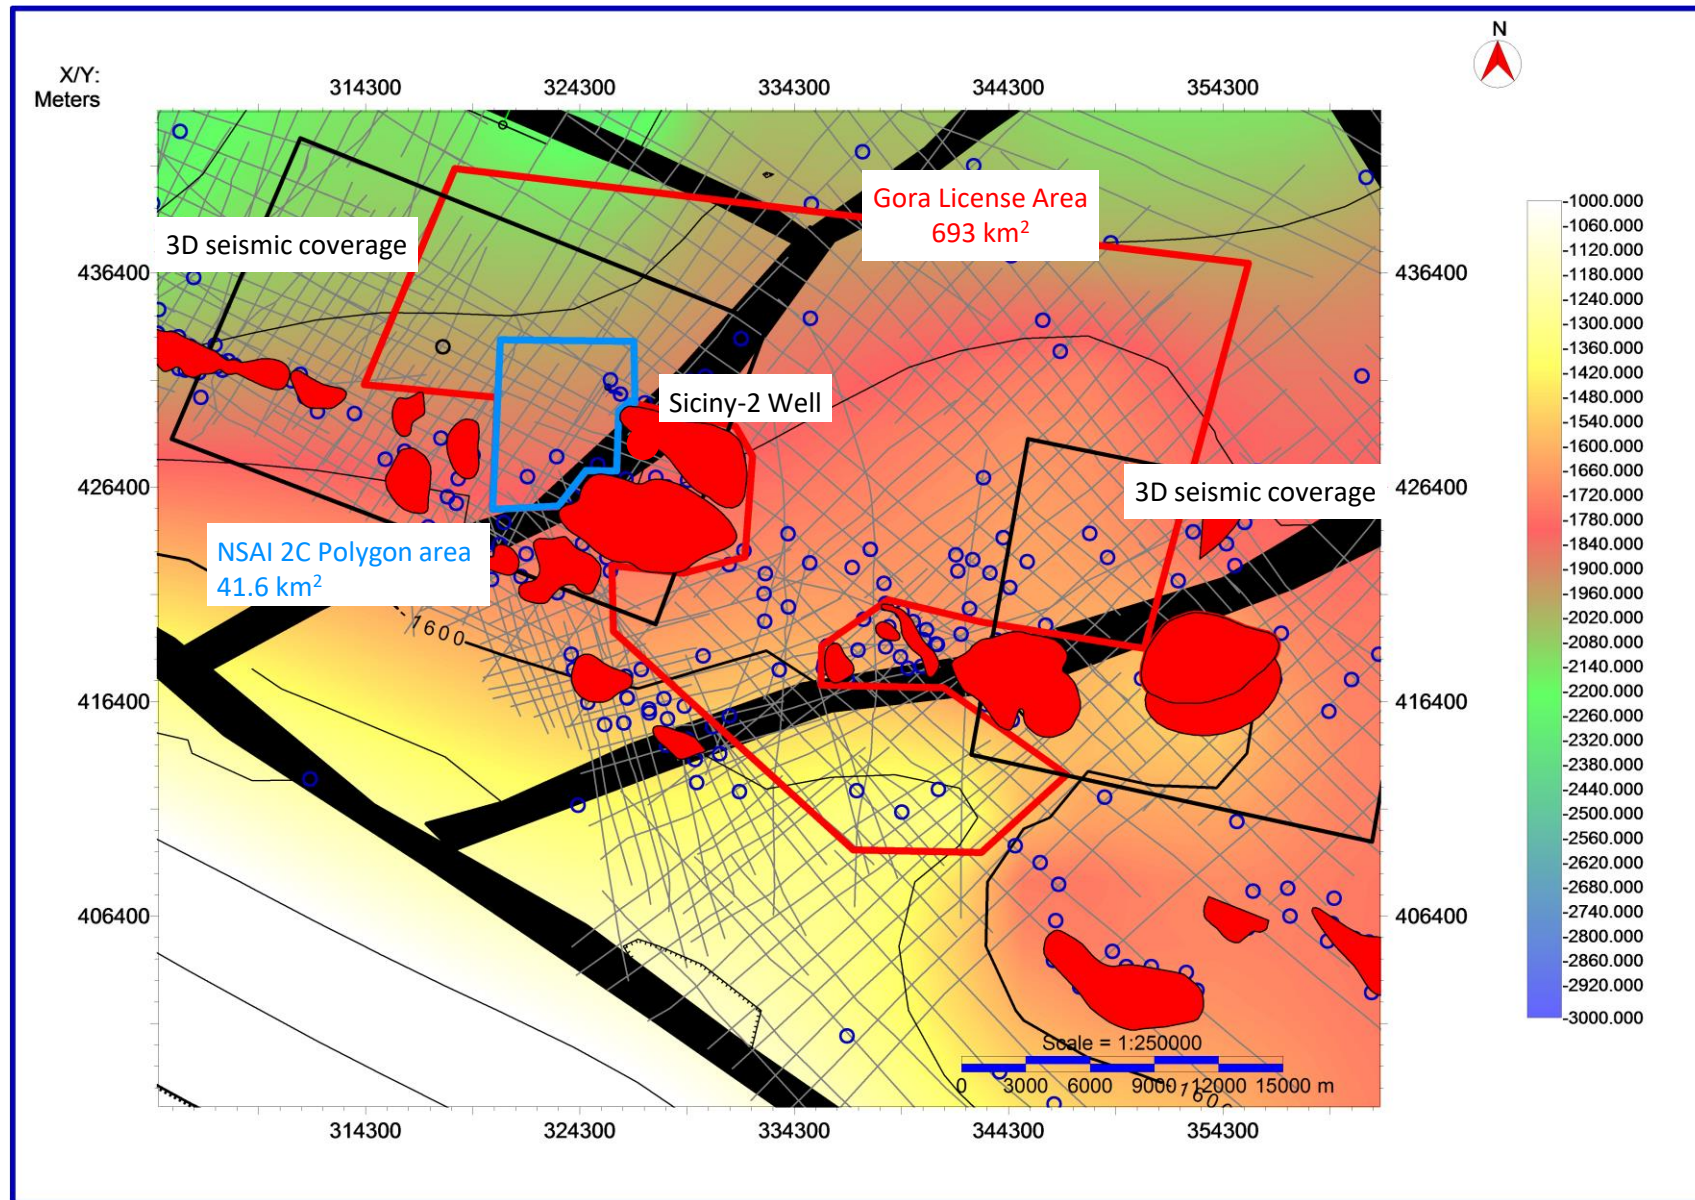 N
X/Y:
Meters
314300 324300 334300 344300 354300
Gora License Area
693 km²
3D seismic coverage
436400 436400
Siciny-2 Well
426400 426400
3D seismic coverage
NSAI 2C Polygon area
41.6 km²
-1600
416400 416400
406400 406400
Scale = 1:250000
0 3000 6000 9000 12000 15000 m
-1600
314300 324300 334300 344300 354300
-1000.000
-1060.000
-1120.000
-1180.000
-1240.000
-1300.000
-1360.000
-1420.000
-1480.000
-1540.000
-1600.000
-1660.000
-1720.000
-1780.000
-1840.000
-1900.000
-1960.000
-2020.000
-2080.000
-2140.000
-2200.000
-2260.000
-2320.000
-2380.000
-2440.000
-2500.000
-2560.000
-2620.000
-2680.000
-2740.000
-2800.000
-2860.000
-2920.000
-3000.000